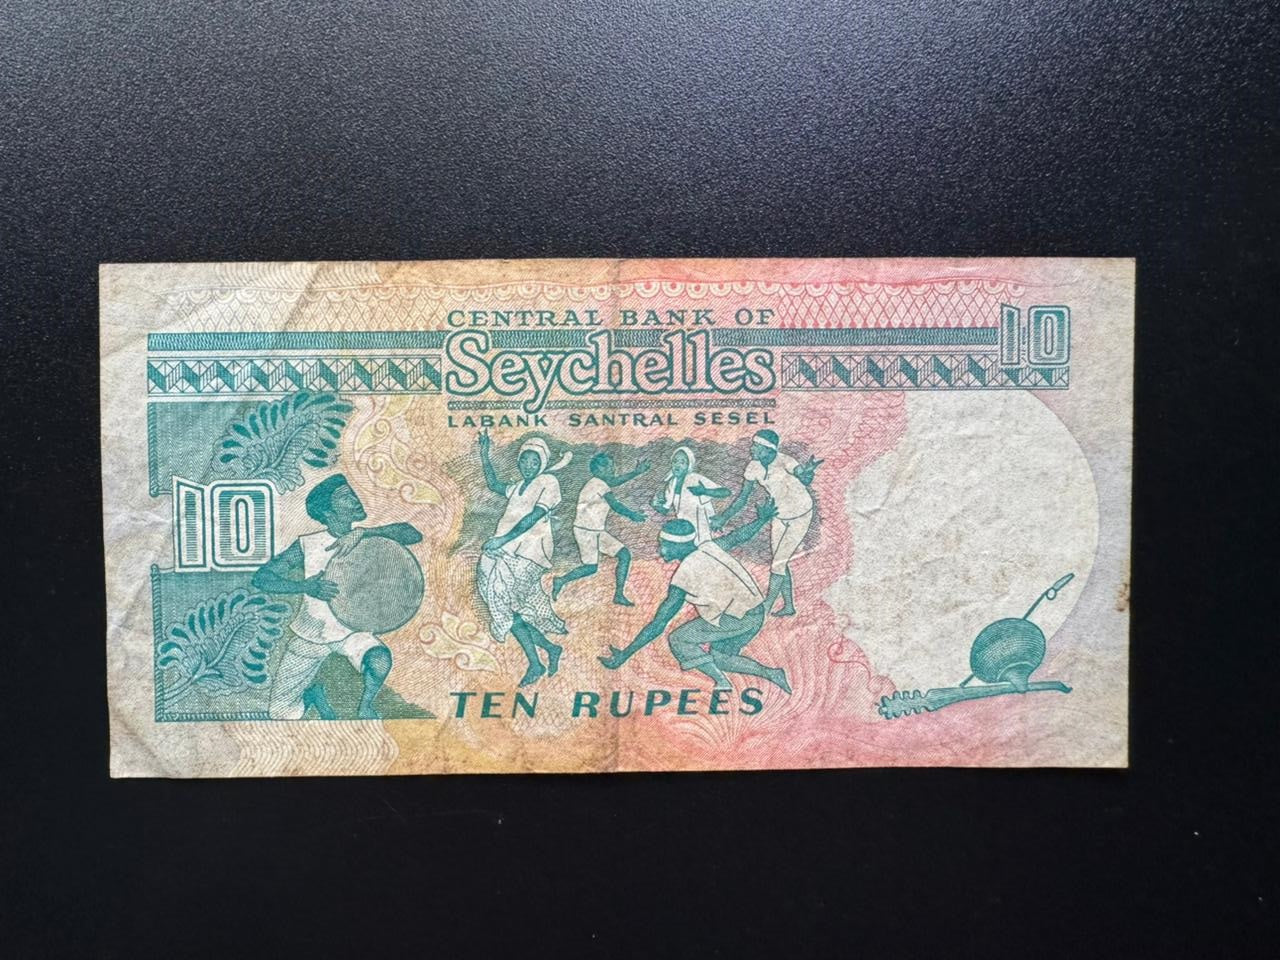 CENTRAL BANK OF
Seychelles
LABANK SANTRAL SESEL
10
10
TEN RUPEES